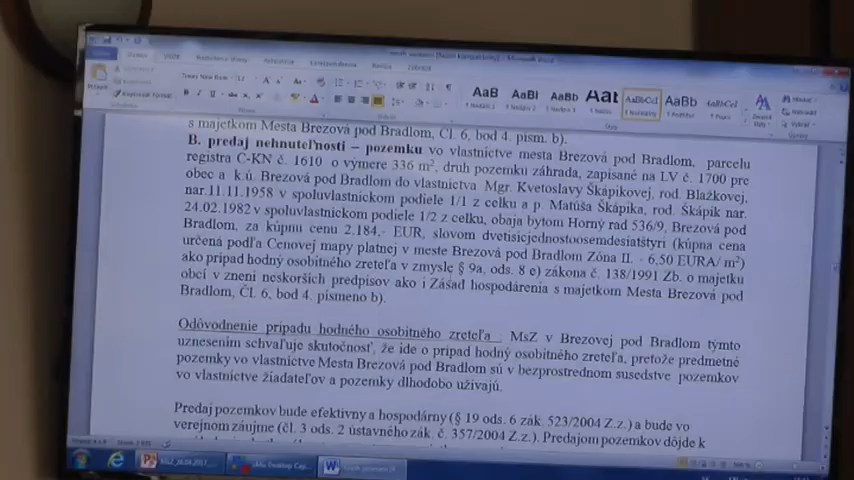 AaB AaBl AaBb Aat AaBbCcl AaBb AaBbCcl
s majetkom Mesta Brezová pod Bradlom, Čl. 6, bod 4. písm. b).
B. predaj nehnuteľnosti – pozemku vo vlastníctve mesta Brezová pod Bradlom, parcelu
registra C-KN č. 1610 o výmere 336 m², druh pozemku záhrada, zapísané na LV č. 1700 pre
obec a k.ú. Brezová pod Bradlom do vlastníctva Mgr. Kvetoslavy Škápikovej, rod. Blažkovej,
nar.11.11.1958 v spoluvlastníckom podiele 1/1 z celku a p. Matúša Škápika, rod. Škápik nar.
24.02.1982 v spoluvlastníckom podiele 1/2 z celku, obaja bytom Horný rad 536/9, Brezová pod
Bradlom, za kúpnu cenu 2.184,- EUR, slovom dvetisícjednostoosemdesiatštyri (kúpna cena
určená podľa Cenovej mapy platnej v meste Brezová pod Bradlom Zóna II. - 6,50 EURA/ m²)
ako prípad hodný osobitného zreteľa v zmysle § 9a, ods. 8 e) zákona č. 138/1991 Zb. o majetku
obcí v znení neskorších predpisov ako i Zásad hospodárenia s majetkom Mesta Brezová pod
Bradlom, Čl. 6, bod 4. písmeno b).
Odôvodnenie prípadu hodného osobitného zreteľa : MsZ v Brezovej pod Bradlom týmto
uznesením schvaľuje skutočnosť, že ide o prípad hodný osobitného zreteľa, pretože predmetné
pozemky vo vlastníctve Mesta Brezová pod Bradlom sú v bezprostrednom susedstve pozemkov
vo vlastníctve žiadateľov a pozemky dlhodobo užívajú.
Predaj pozemkov bude efektívny a hospodárny (§ 19 ods. 6 zák. 523/2004 Z.z.) a bude vo
verejnom záujme (čl. 3 ods. 2 ústavného zák. č. 357/2004 Z.z.). Predajom pozemkov dôjde k